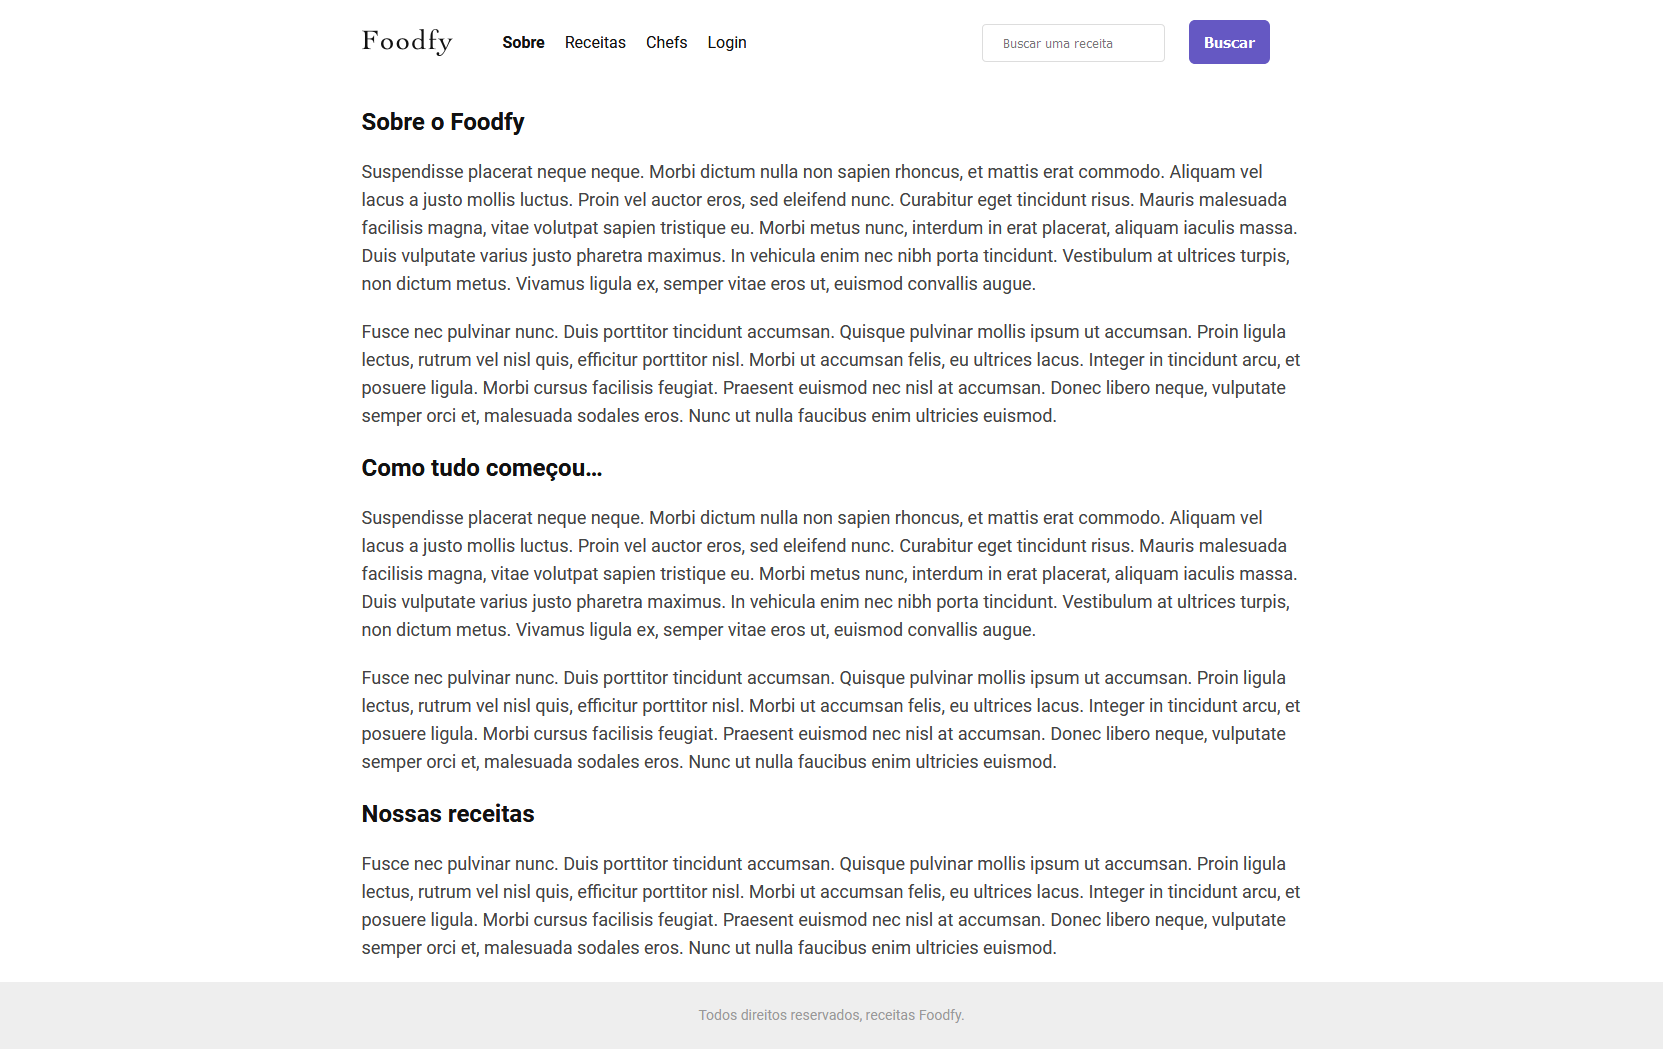 Foodfy
Sobre Receitas Chefs Login
Buscar uma receita
Buscar
Sobre o Foodfy
Suspendisse placerat neque neque. Morbi dictum nulla non sapien rhoncus, et mattis erat commodo. Aliquam vel
lacus a justo mollis luctus. Proin vel auctor eros, sed eleifend nunc. Curabitur eget tincidunt risus. Mauris malesuada
facilisis magna, vitae volutpat sapien tristique eu. Morbi metus nunc, interdum in erat placerat, aliquam iaculis massa.
Duis vulputate varius justo pharetra maximus. In vehicula enim nec nibh porta tincidunt. Vestibulum at ultrices turpis,
non dictum metus. Vivamus ligula ex, semper vitae eros ut, euismod convallis augue.
Fusce nec pulvinar nunc. Duis porttitor tincidunt accumsan. Quisque pulvinar mollis ipsum ut accumsan. Proin ligula
lectus, rutrum vel nisl quis, efficitur porttitor nisl. Morbi ut accumsan felis, eu ultrices lacus. Integer in tincidunt arcu, et
posuere ligula. Morbi cursus facilisis feugiat. Praesent euismod nec nisl at accumsan. Donec libero neque, vulputate
semper orci et, malesuada sodales eros. Nunc ut nulla faucibus enim ultricies euismod.
Como tudo começou...
Suspendisse placerat neque neque. Morbi dictum nulla non sapien rhoncus, et mattis erat commodo. Aliquam vel
lacus a justo mollis luctus. Proin vel auctor eros, sed eleifend nunc. Curabitur eget tincidunt risus. Mauris malesuada
facilisis magna, vitae volutpat sapien tristique eu. Morbi metus nunc, interdum in erat placerat, aliquam iaculis massa.
Duis vulputate varius justo pharetra maximus. In vehicula enim nec nibh porta tincidunt. Vestibulum at ultrices turpis,
non dictum metus. Vivamus ligula ex, semper vitae eros ut, euismod convallis augue.
Fusce nec pulvinar nunc. Duis porttitor tincidunt accumsan. Quisque pulvinar mollis ipsum ut accumsan. Proin ligula
lectus, rutrum vel nisl quis, efficitur porttitor nisl. Morbi ut accumsan felis, eu ultrices lacus. Integer in tincidunt arcu, et
posuere ligula. Morbi cursus facilisis feugiat. Praesent euismod nec nisl at accumsan. Donec libero neque, vulputate
semper orci et, malesuada sodales eros. Nunc ut nulla faucibus enim ultricies euismod.
Nossas receitas
Fusce nec pulvinar nunc. Duis porttitor tincidunt accumsan. Quisque pulvinar mollis ipsum ut accumsan. Proin ligula
lectus, rutrum vel nisl quis, efficitur porttitor nisl. Morbi ut accumsan felis, eu ultrices lacus. Integer in tincidunt arcu, et
posuere ligula. Morbi cursus facilisis feugiat. Praesent euismod nec nisl at accumsan. Donec libero neque, vulputate
semper orci et, malesuada sodales eros. Nunc ut nulla faucibus enim ultricies euismod.
Todos direitos reservados, receitas Foodfy.